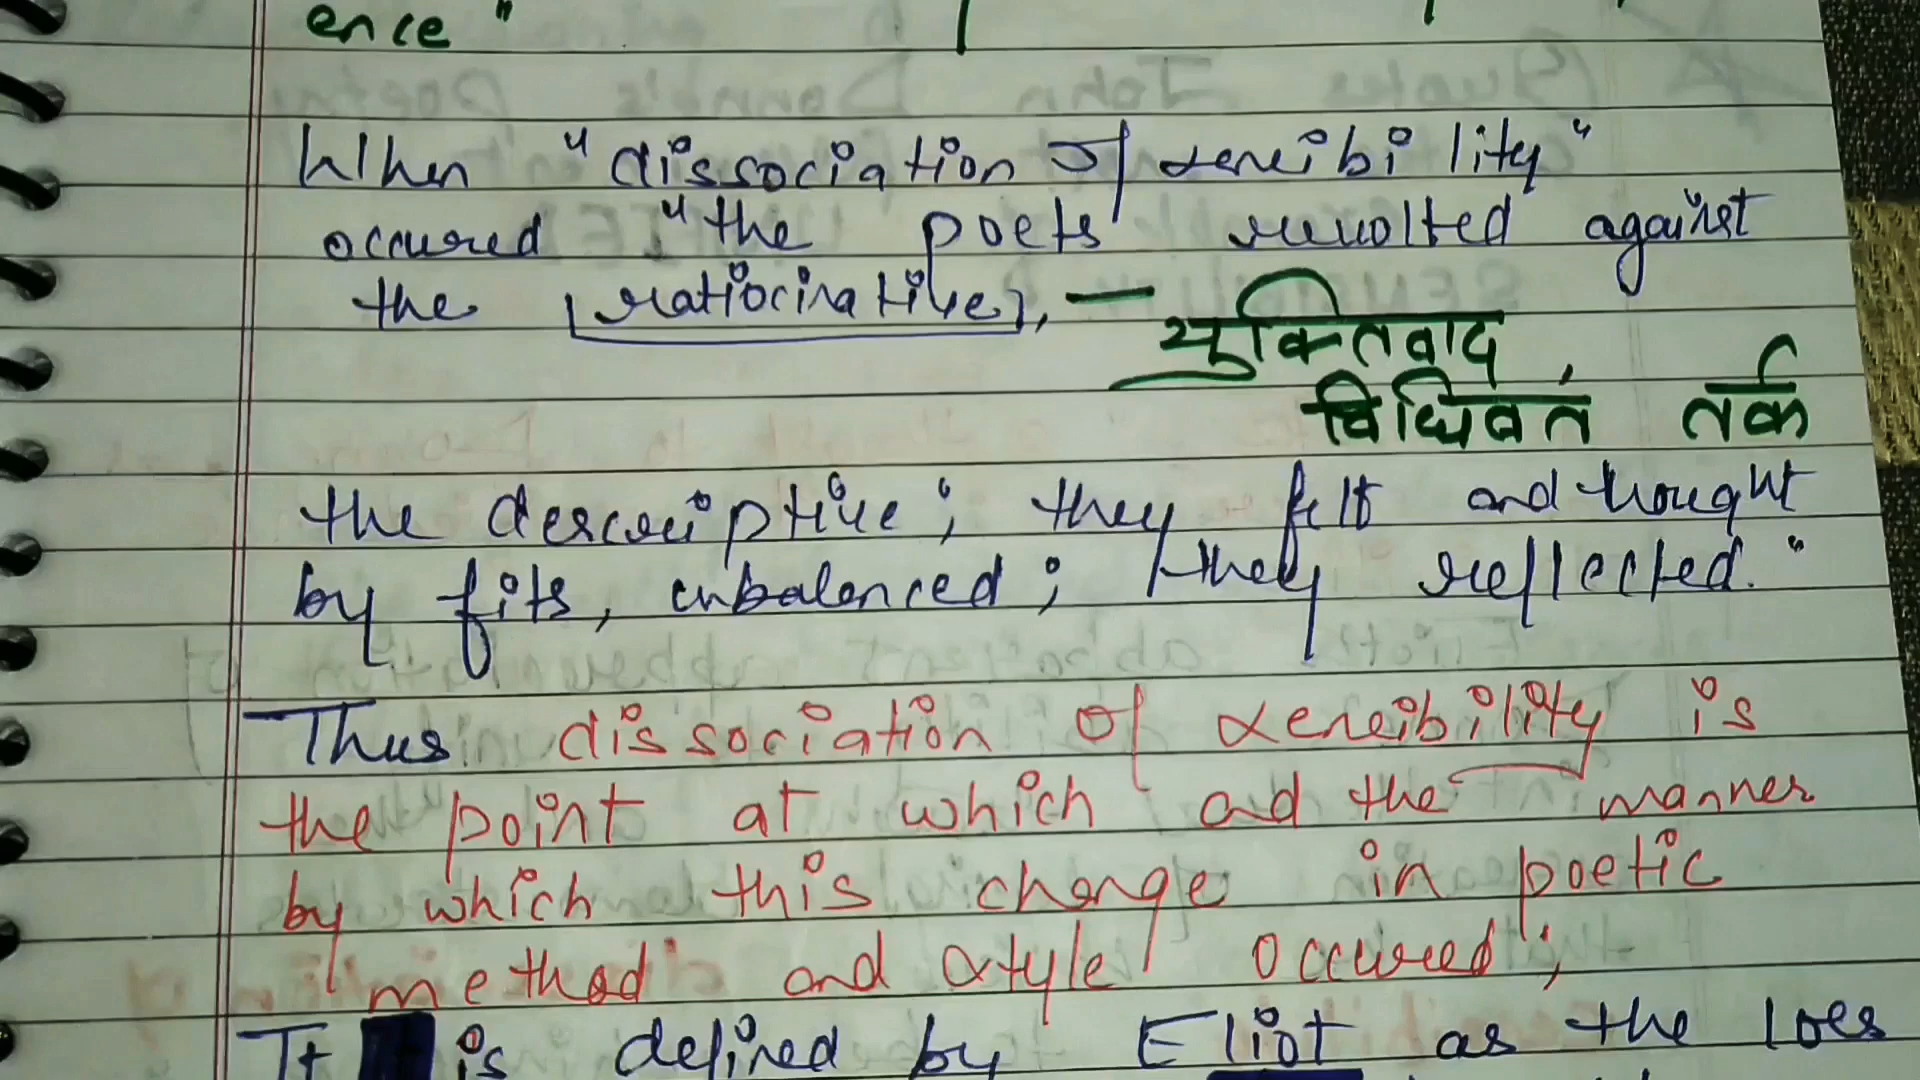 ence"
When "dissociation of sensibility"
occured "the poets revolted against
the [ratiocinative], —
युक्तिवाद,
विधिवत तर्क
the descriptive; they felt and thought
by fits, unbalanced; they reflected."
Thus dissociation of sensibility is
the point at which and the manner
by which this change in poetic
method and style occurred;
It is defined by Eliot as the loss